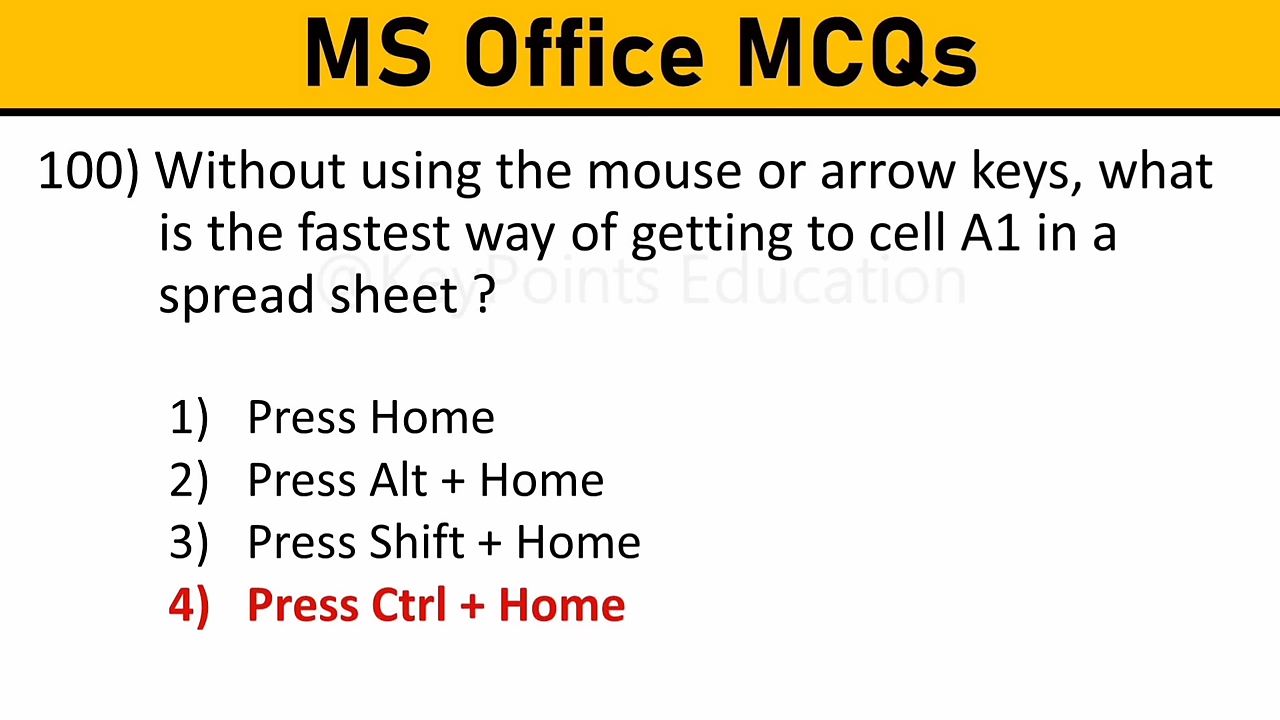 MS Office MCQs
100) Without using the mouse or arrow keys, what
is the fastest way of getting to cell A1 in a
@KeyPoints Education
spread sheet ?
1) Press Home
2) Press Alt + Home
3) Press Shift + Home
4) Press Ctrl + Home